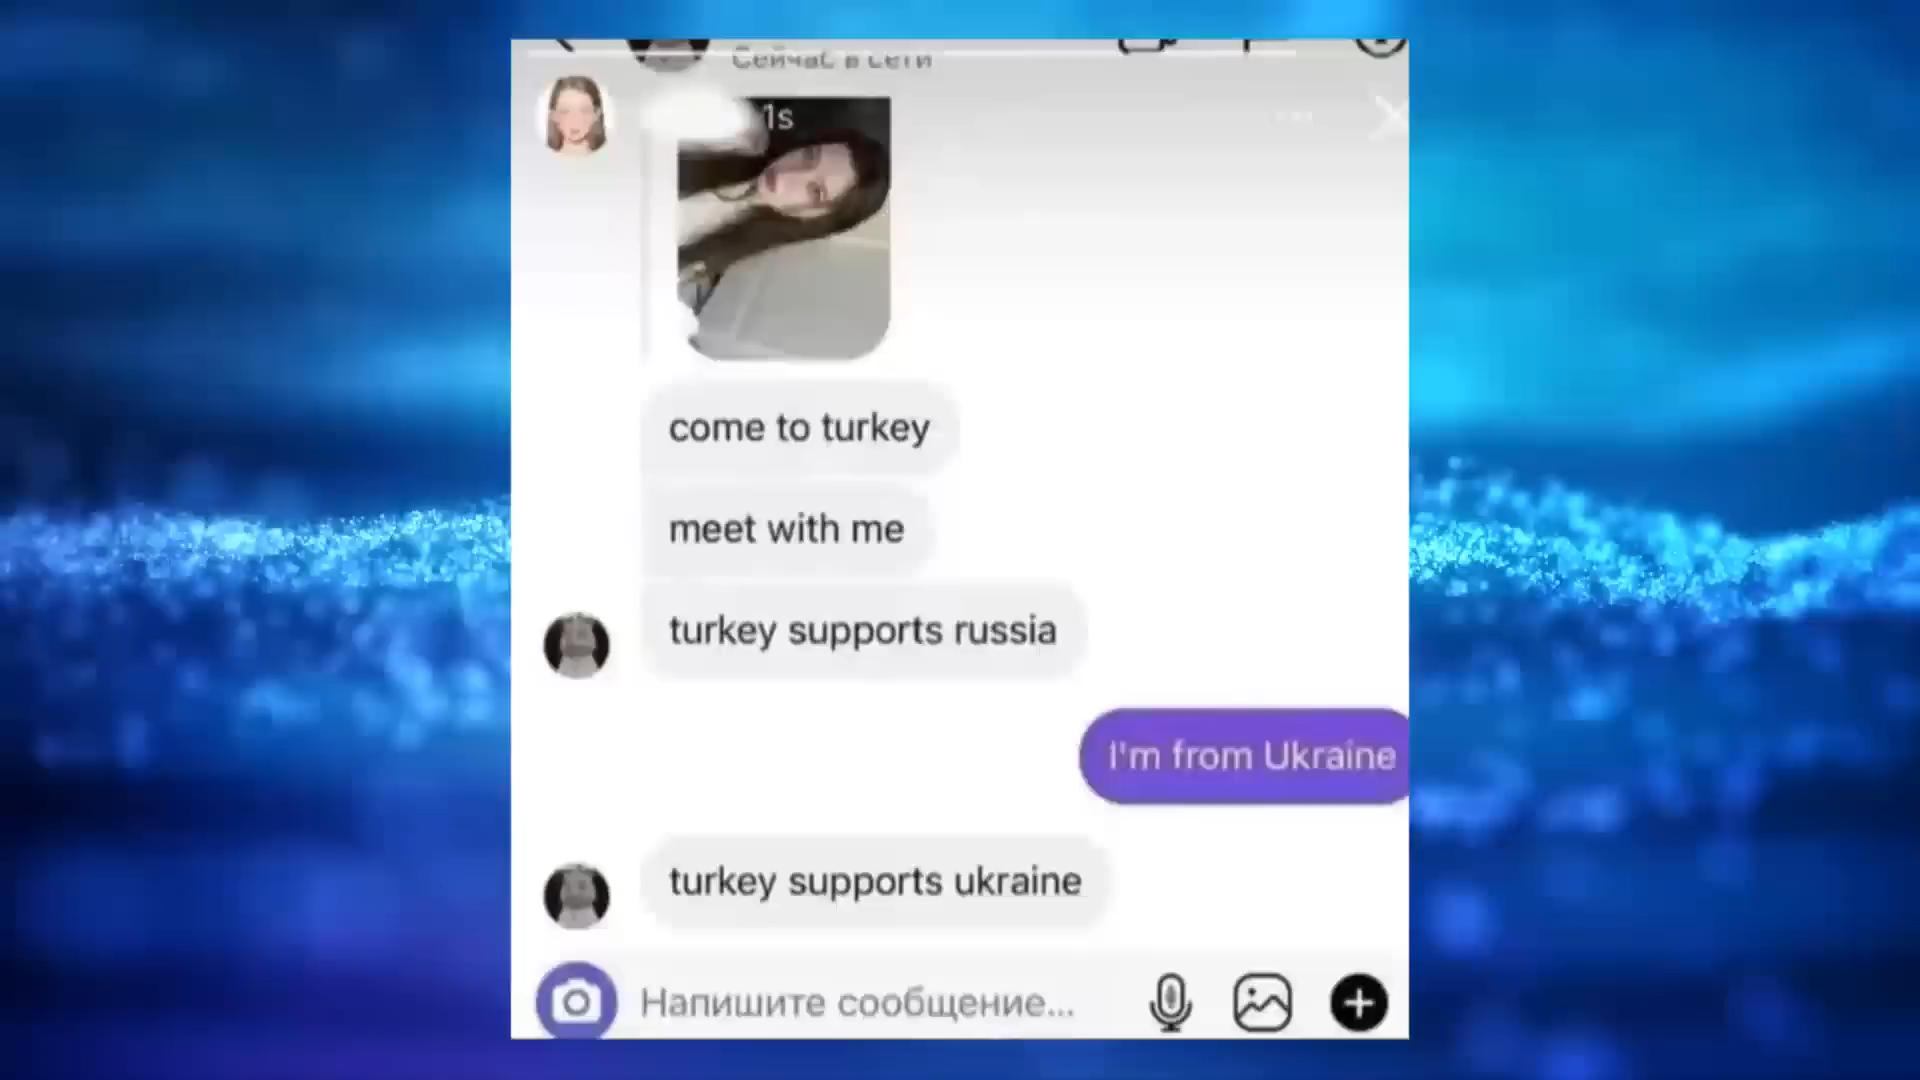 Сейчас в сети
1s
come to turkey
meet with me
turkey supports russia
I'm from Ukraine
turkey supports ukraine
Напишите сообщение...